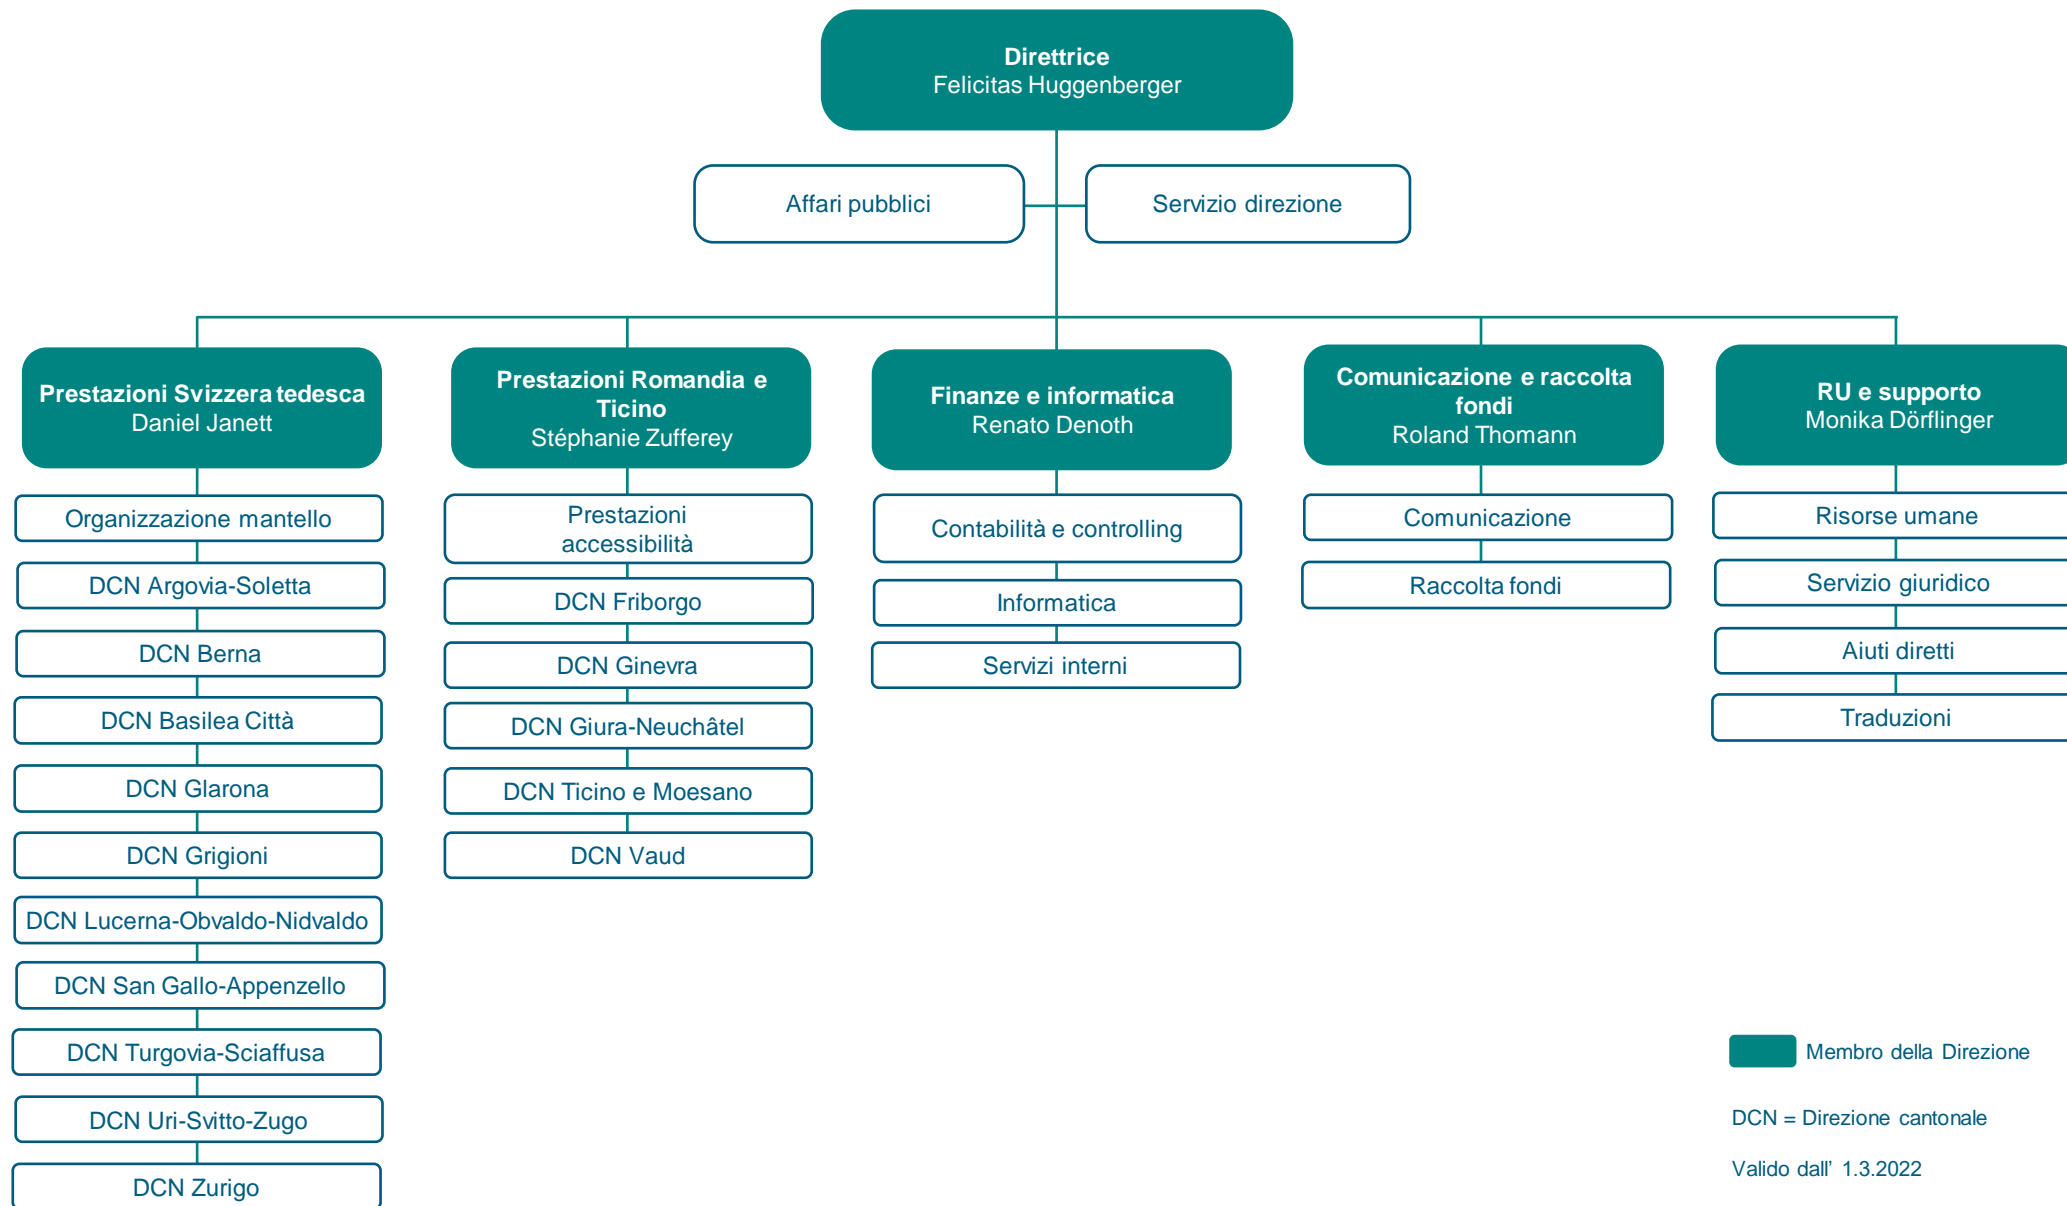 Direttrice
Felicitas Huggenberger
Affari pubblici
Servizio direzione
Prestazioni Svizzera tedesca
Daniel Janett
Organizzazione mantello
DCN Argovia-Soletta
DCN Berna
DCN Basilea Città
DCN Glarona
DCN Grigioni
DCN Lucerna-Obvaldo-Nidvaldo
DCN San Gallo-Appenzello
DCN Turgovia-Sciaffusa
DCN Uri-Svitto-Zugo
DCN Zurigo
Prestazioni Romandia e
Ticino
Stéphanie Zufferey
Prestazioni
accessibilità
DCN Friborgo
DCN Ginevra
DCN Giura-Neuchâtel
DCN Ticino e Moesano
DCN Vaud
Finanze e informatica
Renato Denoth
Contabilità e controlling
Informatica
Servizi interni
Comunicazione e raccolta
fondi
Roland Thomann
Comunicazione
Raccolta fondi
RU e supporto
Monika Dörflinger
Risorse umane
Servizio giuridico
Aiuti diretti
Traduzioni
Membro della Direzione
DCN = Direzione cantonale
Valido dall' 1.3.2022